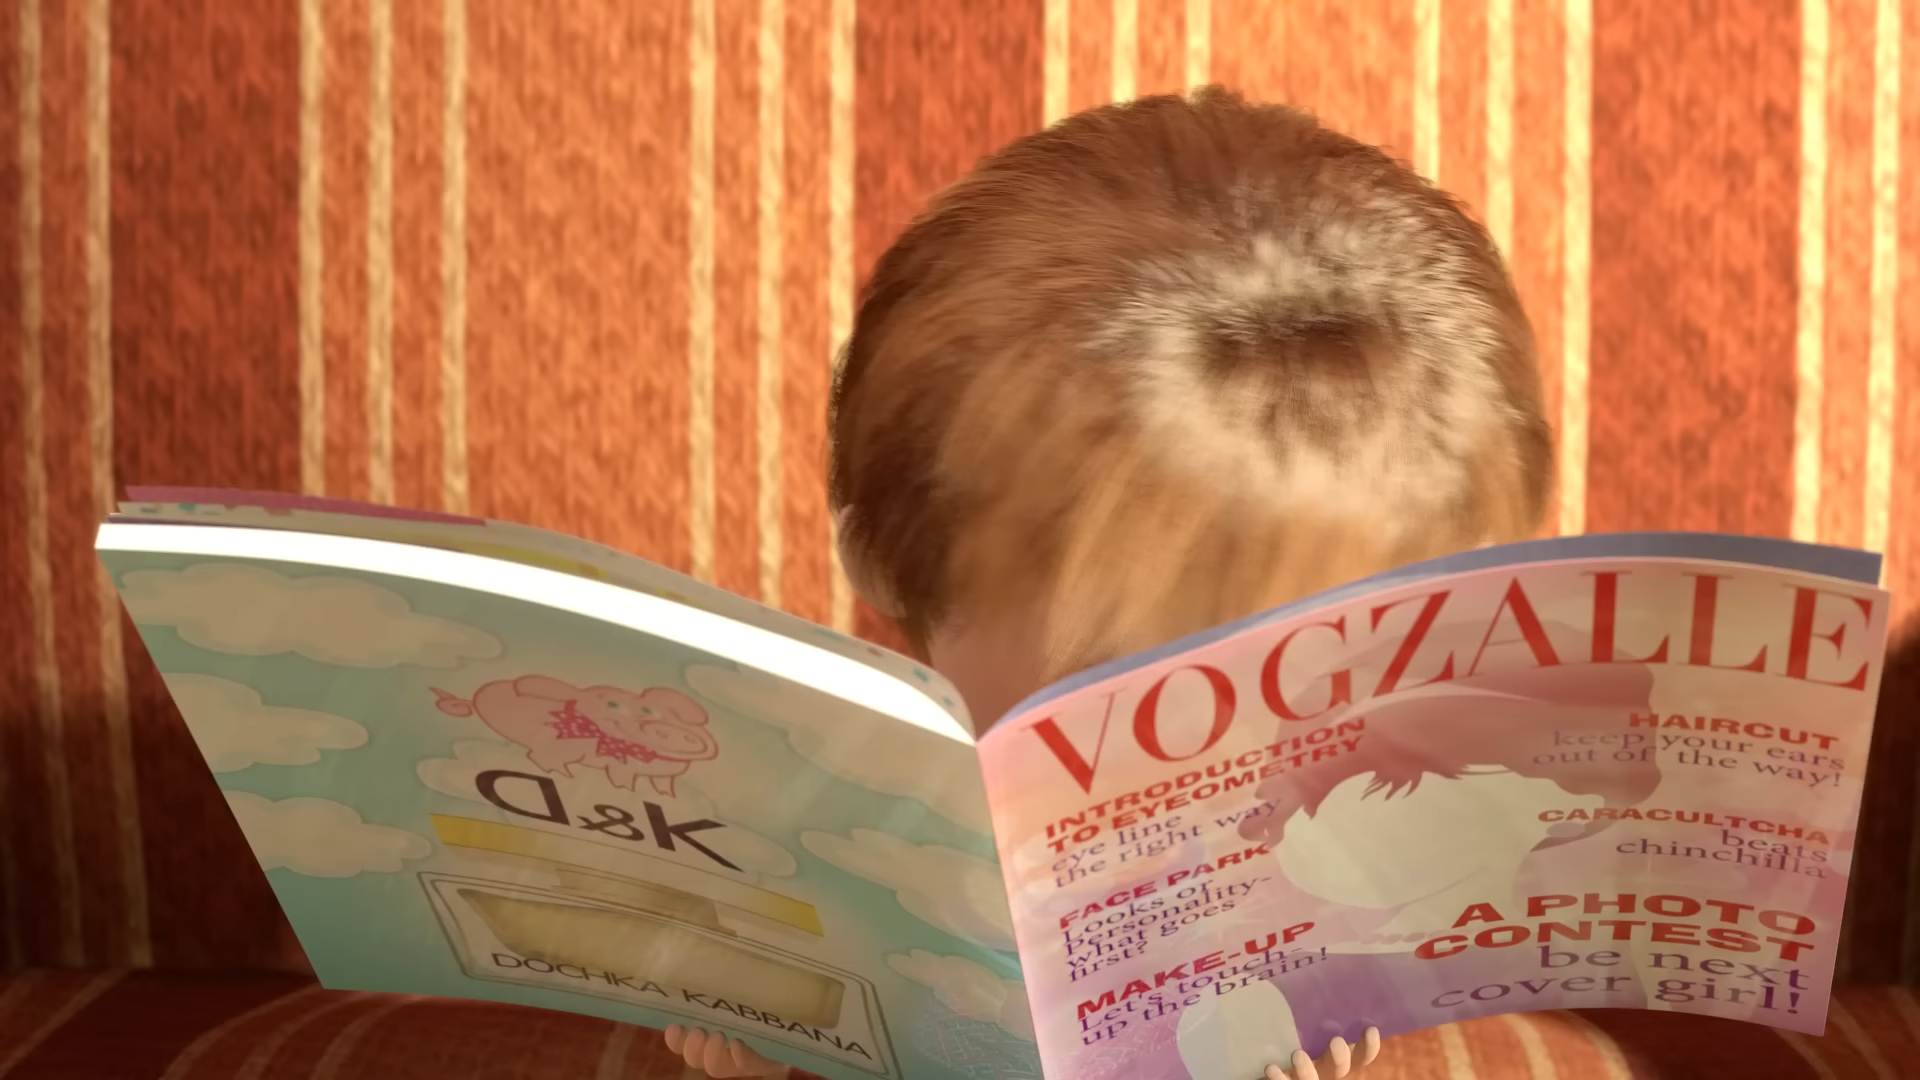 D&K
DOCHKA KABBANA
VOGZALLE
INTRODUCTION
TO EYEOMETRY
eye line
the right way
FACE PARK
Looks or
personality-
what goes
first?
MAKE-UP
Let's touch-
up the brain!
HAIRCUT
keep your ears
out of the way!
CARACULTCHA
beats
chinchilla
A PHOTO
CONTEST
be next
cover girl!